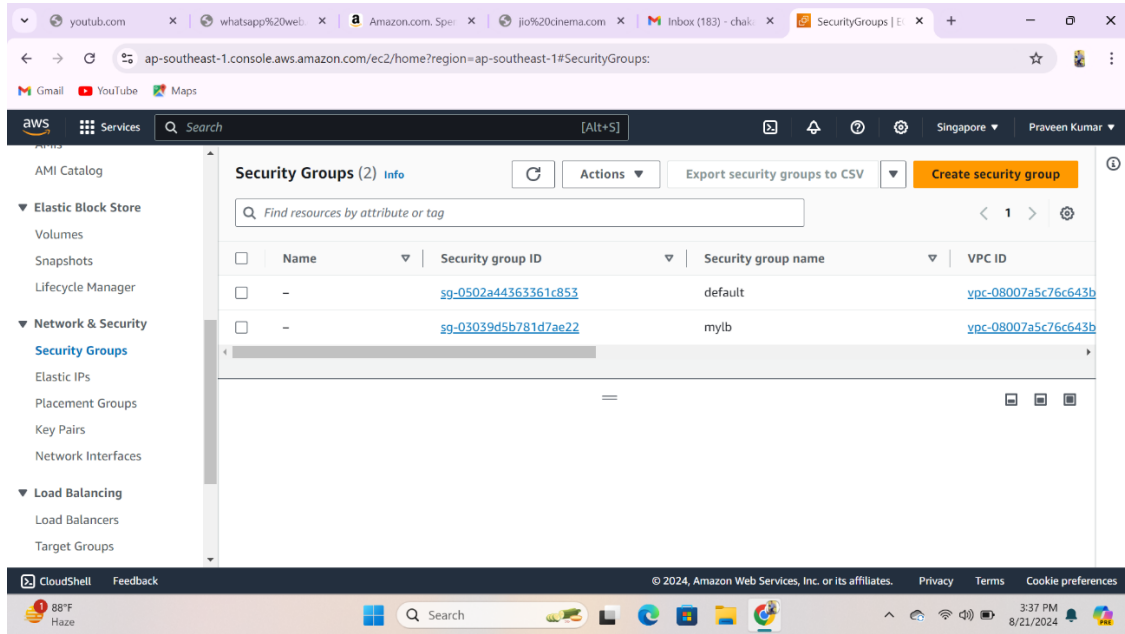 youtub.com
whatsapp%20web
Amazon.com. Spen
jio%20cinema.com
Inbox (183) - chak
SecurityGroups | E
ap-southeast-1.console.aws.amazon.com/ec2/home?region=ap-southeast-1#SecurityGroups:
Gmail YouTube Maps
aws Services Search [Alt+S] Singapore Praveen Kumar
AMI Catalog
Elastic Block Store
Volumes
Snapshots
Lifecycle Manager
Network & Security
Security Groups
Elastic IPs
Placement Groups
Key Pairs
Network Interfaces
Load Balancing
Load Balancers
Target Groups
Security Groups (2) Info Actions Export security groups to CSV Create security group
Find resources by attribute or tag 1
Name Security group ID Security group name VPC ID
– sg-0502a44363361c853 default vpc-08007a5c76c643b
– sg-03039d5b781d7ae22 mylb vpc-08007a5c76c643b
CloudShell Feedback © 2024, Amazon Web Services, Inc. or its affiliates. Privacy Terms Cookie preferences
1 88°F
Haze
Search
PRE
3:37 PM
8/21/2024